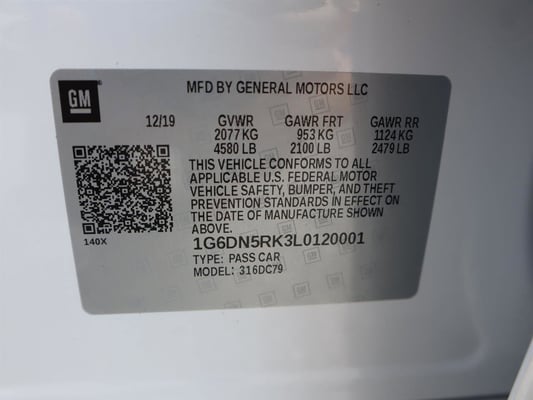 GM
MFD BY GENERAL MOTORS LLC
12/19 GVWR GAWR FRT GAWR RR
2077 KG 953 KG 1124 KG
4580 LB 2100 LB 2479 LB
THIS VEHICLE CONFORMS TO ALL
APPLICABLE U.S. FEDERAL MOTOR
VEHICLE SAFETY, BUMPER, AND THEFT
PREVENTION STANDARDS IN EFFECT ON
THE DATE OF MANUFACTURE SHOWN
ABOVE.
140X
1G6DN5RK3L0120001
TYPE: PASS CAR
MODEL: 316DC79